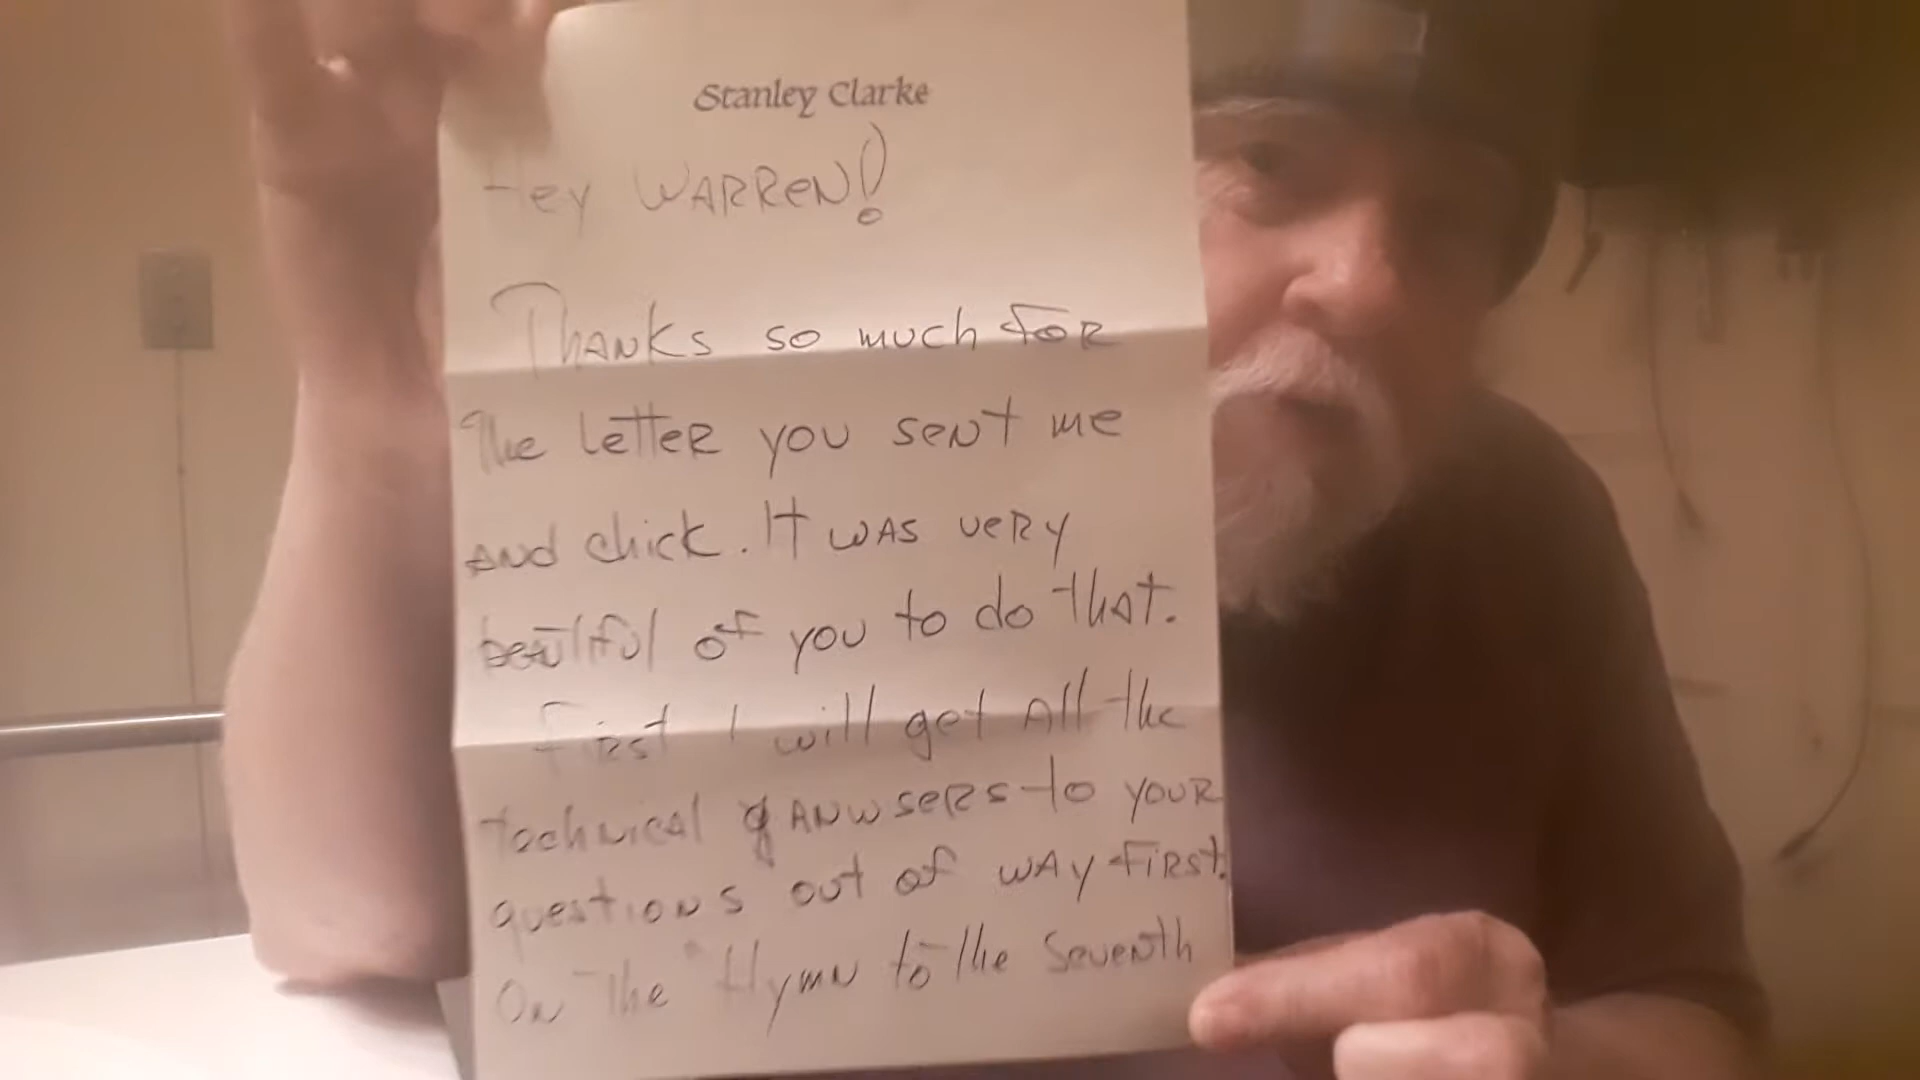 Stanley Clarke
Hey WARREN!
Thanks so much for
The letter you sent me
and chick. It was very
beutiful of you to do that.
First I will get all the
technical & anwsers to your
questions out of way first.
On the "Hymn to the Seventh